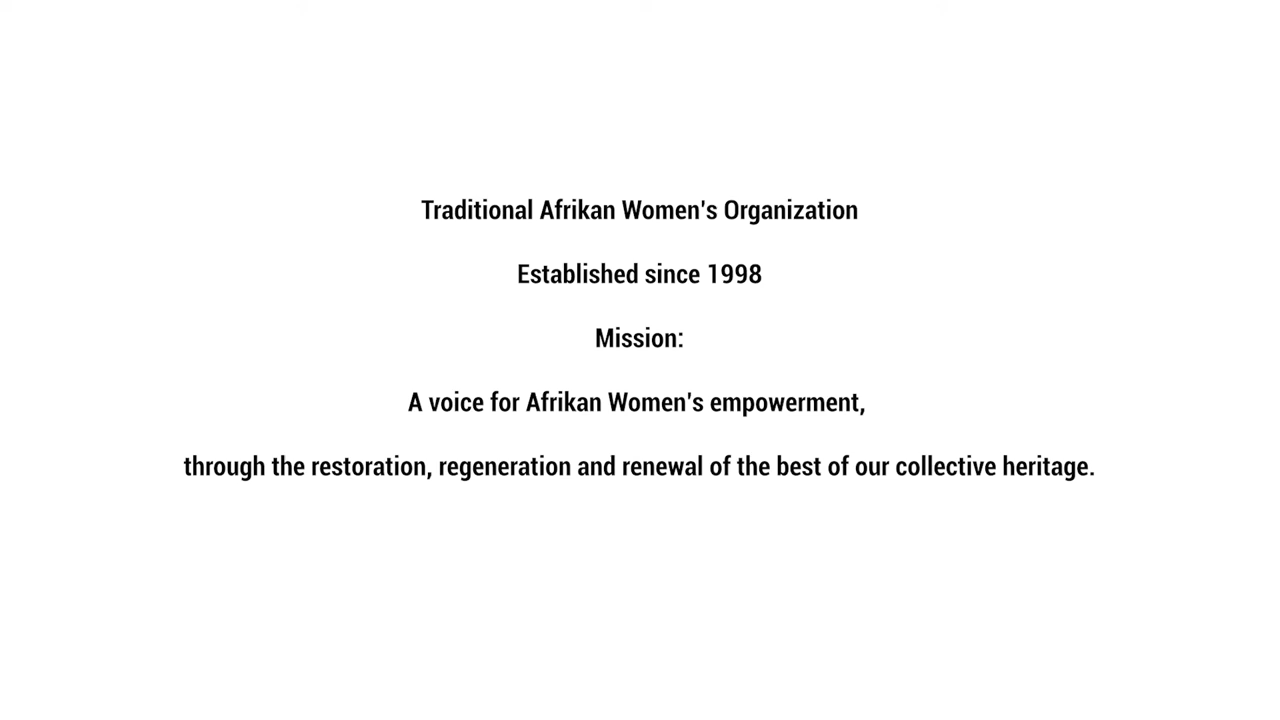 Traditional Afrikan Women's Organization
Established since 1998
Mission:
A voice for Afrikan Women's empowerment,
through the restoration, regeneration and renewal of the best of our collective heritage.